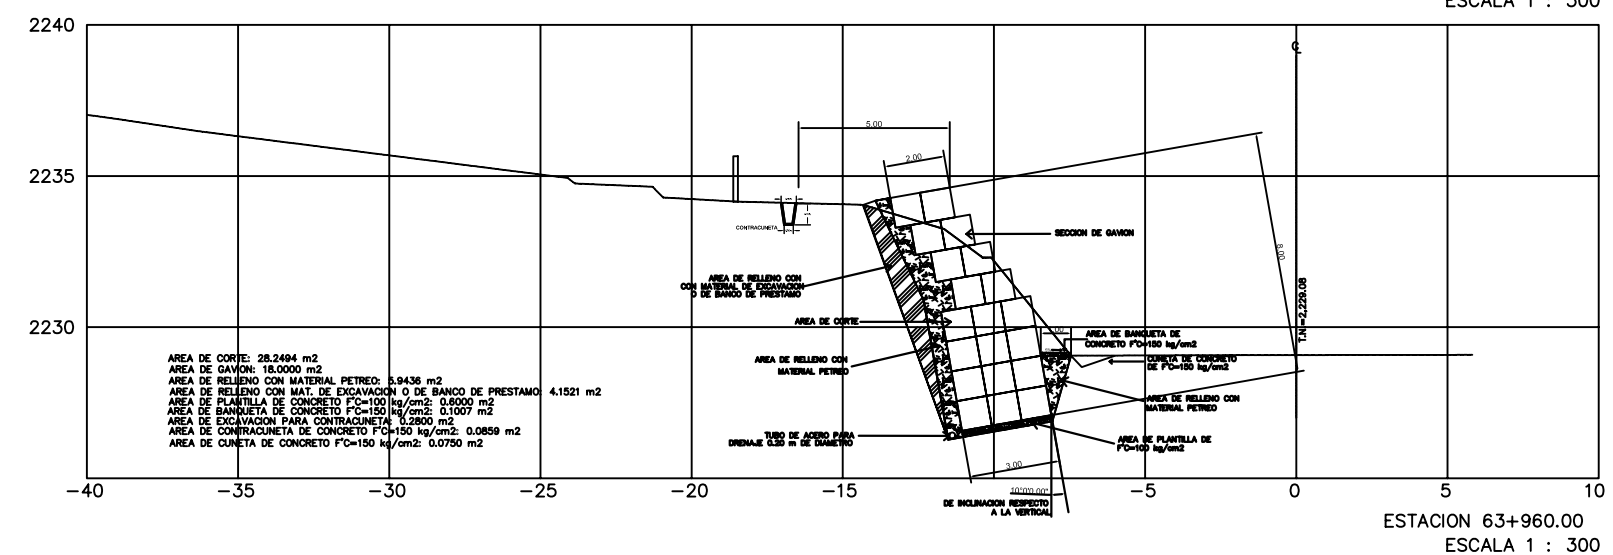 ESCALA 1 : 300
2240
2235
2230
℄
5.00
2.00
8.00
CONTRACUNETA
SECCION DE GAVION
AREA DE RELLENO CON
CON MATERIAL DE EXCAVACION
O DE BANCO DE PRESTAMO
AREA DE CORTE
AREA DE RELLENO CON
MATERIAL PETREO
T.N.=2,229.08
AREA DE BANQUETA DE
CONCRETO F'C=150 kg/cm2
CUNETA DE CONCRETO
DE F'C=150 kg/cm2
AREA DE RELLENO CON
MATERIAL PETREO
AREA DE PLANTILLA DE
F'C=100 kg/cm2
TUBO DE ACERO PARA
DRENAJE 0.20 m DE DIAMETRO
3.00
10°0'0.00"
DE INCLINACION RESPECTO
A LA VERTICAL
AREA DE CORTE: 28.2494 m2
AREA DE GAVION: 18.0000 m2
AREA DE RELLENO CON MATERIAL PETREO: 5.9436 m2
AREA DE RELLENO CON MAT. DE EXCAVACION O DE BANCO DE PRESTAMO: 4.1521 m2
AREA DE PLANTILLA DE CONCRETO F'C=100 kg/cm2: 0.6000 m2
AREA DE BANQUETA DE CONCRETO F'C=150 kg/cm2: 0.1007 m2
AREA DE EXCAVACION PARA CONTRACUNETA: 0.2800 m2
AREA DE CONTRACUNETA DE CONCRETO F'C=150 kg/cm2: 0.0859 m2
AREA DE CUNETA DE CONCRETO F'C=150 kg/cm2: 0.0750 m2
-40 -35 -30 -25 -20 -15 -5 0 5 10
ESTACION 63+960.00
ESCALA 1 : 300